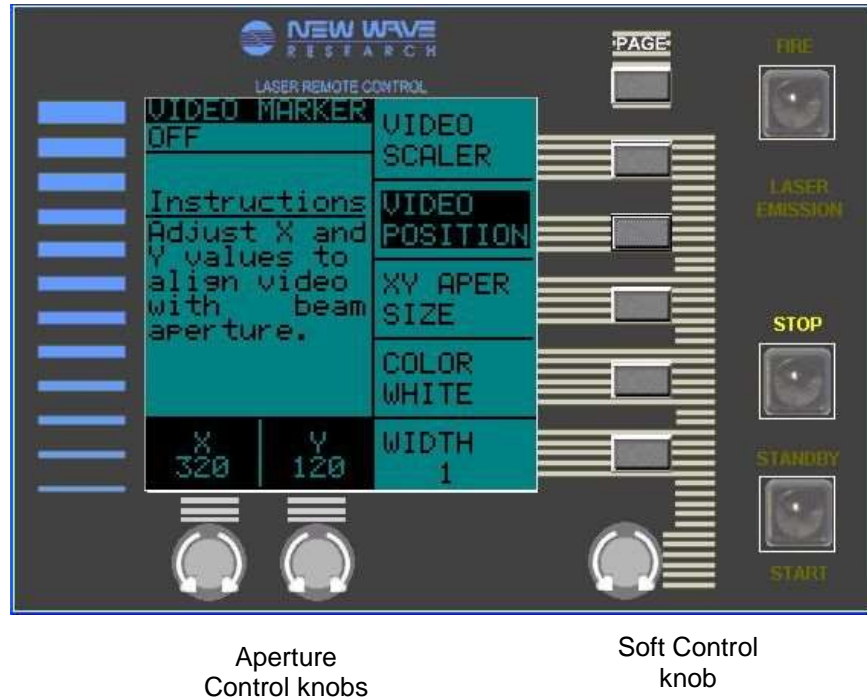 NEW WAVE
RESEARCH
LASER REMOTE CONTROL
PAGE
FIRE
VIDEO MARKER
OFF
Instructions
Adjust X and
Y values to
align video
with beam
aperture.
X
320
Y
120
VIDEO
SCALER
VIDEO
POSITION
XY APER
SIZE
COLOR
WHITE
WIDTH
1
LASER
EMISSION
STOP
STANDBY
START
Aperture
Control knobs
Soft Control
knob